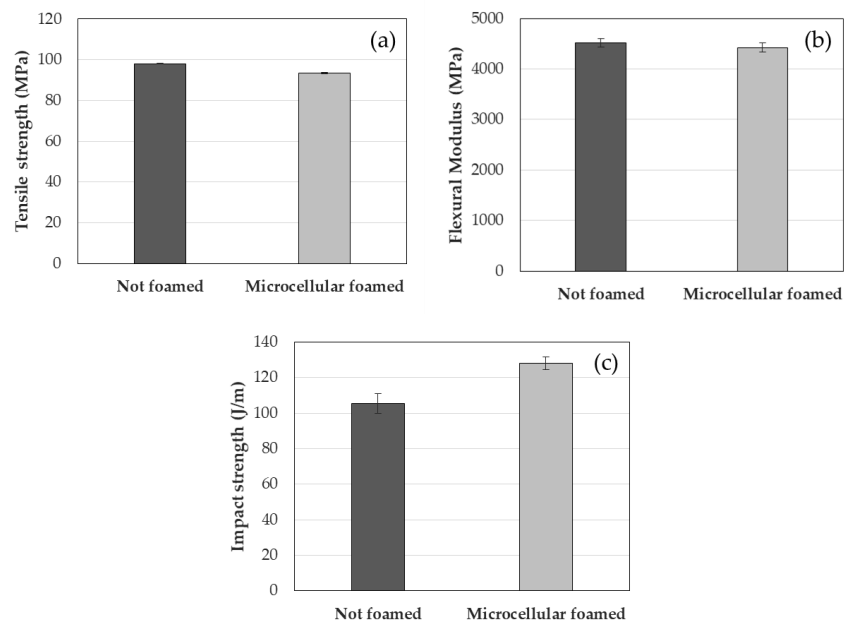 (a)
Tensile strength (MPa)
120
100
80
60
40
20
0
Not foamed
Microcellular foamed
(b)
Flexural Modulus (MPa)
5000
4000
3000
2000
1000
0
Not foamed
Microcellular foamed
(c)
Impact strength (J/m)
140
120
100
80
60
40
20
0
Not foamed
Microcellular foamed